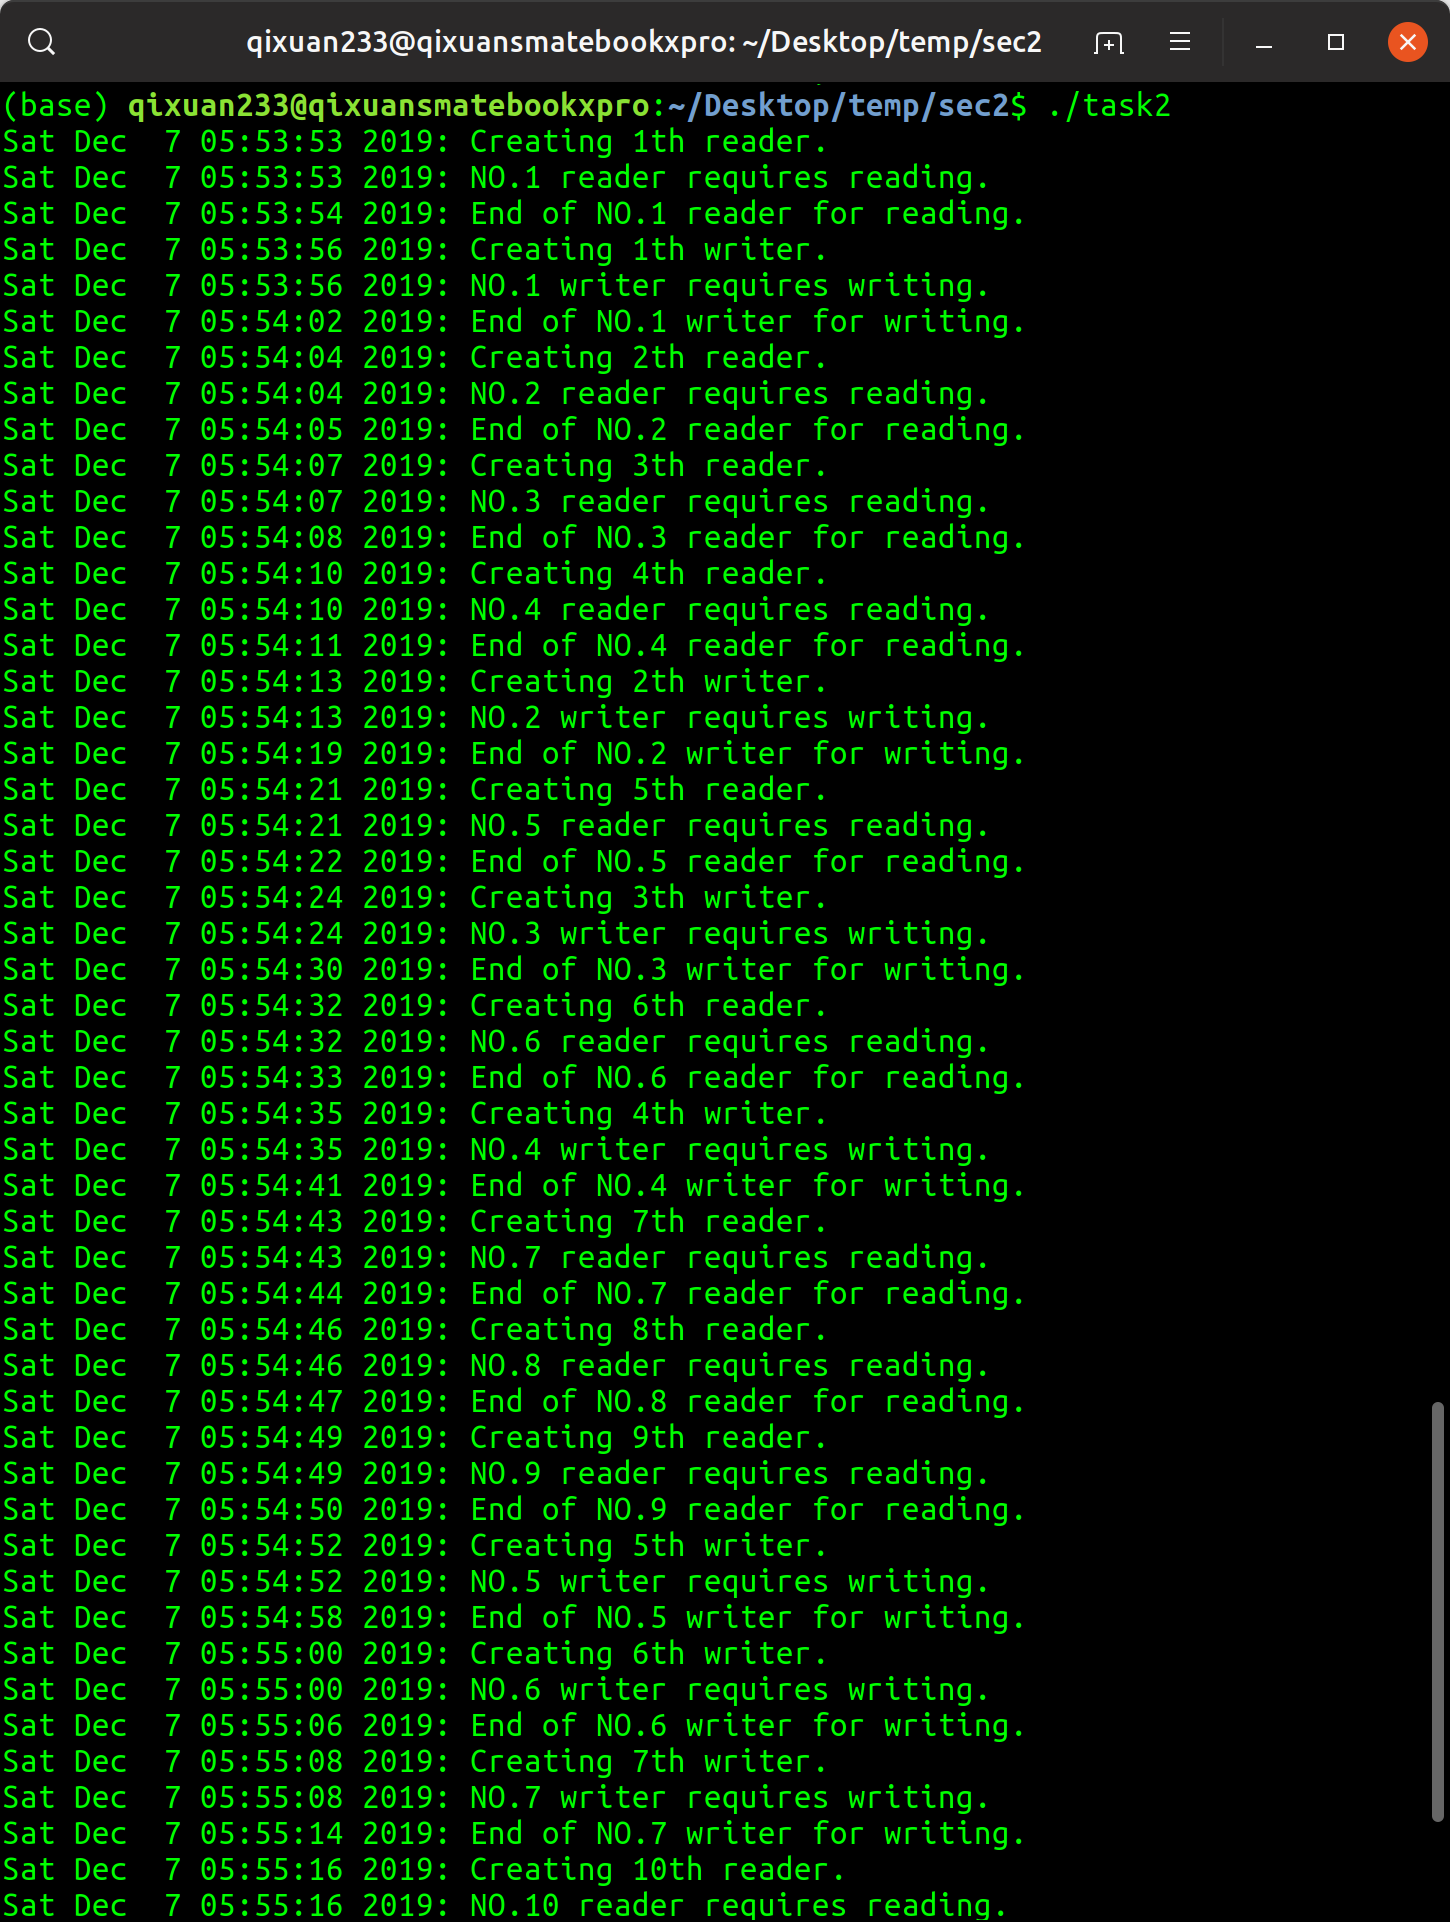 qixuan233@qixuansmatebookxpro: ~/Desktop/temp/sec2
(base) qixuan233@qixuansmatebookxpro:~/Desktop/temp/sec2$ ./task2
Sat Dec  7 05:53:53 2019: Creating 1th reader.
Sat Dec  7 05:53:53 2019: NO.1 reader requires reading.
Sat Dec  7 05:53:54 2019: End of NO.1 reader for reading.
Sat Dec  7 05:53:56 2019: Creating 1th writer.
Sat Dec  7 05:53:56 2019: NO.1 writer requires writing.
Sat Dec  7 05:54:02 2019: End of NO.1 writer for writing.
Sat Dec  7 05:54:04 2019: Creating 2th reader.
Sat Dec  7 05:54:04 2019: NO.2 reader requires reading.
Sat Dec  7 05:54:05 2019: End of NO.2 reader for reading.
Sat Dec  7 05:54:07 2019: Creating 3th reader.
Sat Dec  7 05:54:07 2019: NO.3 reader requires reading.
Sat Dec  7 05:54:08 2019: End of NO.3 reader for reading.
Sat Dec  7 05:54:10 2019: Creating 4th reader.
Sat Dec  7 05:54:10 2019: NO.4 reader requires reading.
Sat Dec  7 05:54:11 2019: End of NO.4 reader for reading.
Sat Dec  7 05:54:13 2019: Creating 2th writer.
Sat Dec  7 05:54:13 2019: NO.2 writer requires writing.
Sat Dec  7 05:54:19 2019: End of NO.2 writer for writing.
Sat Dec  7 05:54:21 2019: Creating 5th reader.
Sat Dec  7 05:54:21 2019: NO.5 reader requires reading.
Sat Dec  7 05:54:22 2019: End of NO.5 reader for reading.
Sat Dec  7 05:54:24 2019: Creating 3th writer.
Sat Dec  7 05:54:24 2019: NO.3 writer requires writing.
Sat Dec  7 05:54:30 2019: End of NO.3 writer for writing.
Sat Dec  7 05:54:32 2019: Creating 6th reader.
Sat Dec  7 05:54:32 2019: NO.6 reader requires reading.
Sat Dec  7 05:54:33 2019: End of NO.6 reader for reading.
Sat Dec  7 05:54:35 2019: Creating 4th writer.
Sat Dec  7 05:54:35 2019: NO.4 writer requires writing.
Sat Dec  7 05:54:41 2019: End of NO.4 writer for writing.
Sat Dec  7 05:54:43 2019: Creating 7th reader.
Sat Dec  7 05:54:43 2019: NO.7 reader requires reading.
Sat Dec  7 05:54:44 2019: End of NO.7 reader for reading.
Sat Dec  7 05:54:46 2019: Creating 8th reader.
Sat Dec  7 05:54:46 2019: NO.8 reader requires reading.
Sat Dec  7 05:54:47 2019: End of NO.8 reader for reading.
Sat Dec  7 05:54:49 2019: Creating 9th reader.
Sat Dec  7 05:54:49 2019: NO.9 reader requires reading.
Sat Dec  7 05:54:50 2019: End of NO.9 reader for reading.
Sat Dec  7 05:54:52 2019: Creating 5th writer.
Sat Dec  7 05:54:52 2019: NO.5 writer requires writing.
Sat Dec  7 05:54:58 2019: End of NO.5 writer for writing.
Sat Dec  7 05:55:00 2019: Creating 6th writer.
Sat Dec  7 05:55:00 2019: NO.6 writer requires writing.
Sat Dec  7 05:55:06 2019: End of NO.6 writer for writing.
Sat Dec  7 05:55:08 2019: Creating 7th writer.
Sat Dec  7 05:55:08 2019: NO.7 writer requires writing.
Sat Dec  7 05:55:14 2019: End of NO.7 writer for writing.
Sat Dec  7 05:55:16 2019: Creating 10th reader.
Sat Dec  7 05:55:16 2019: NO.10 reader requires reading.